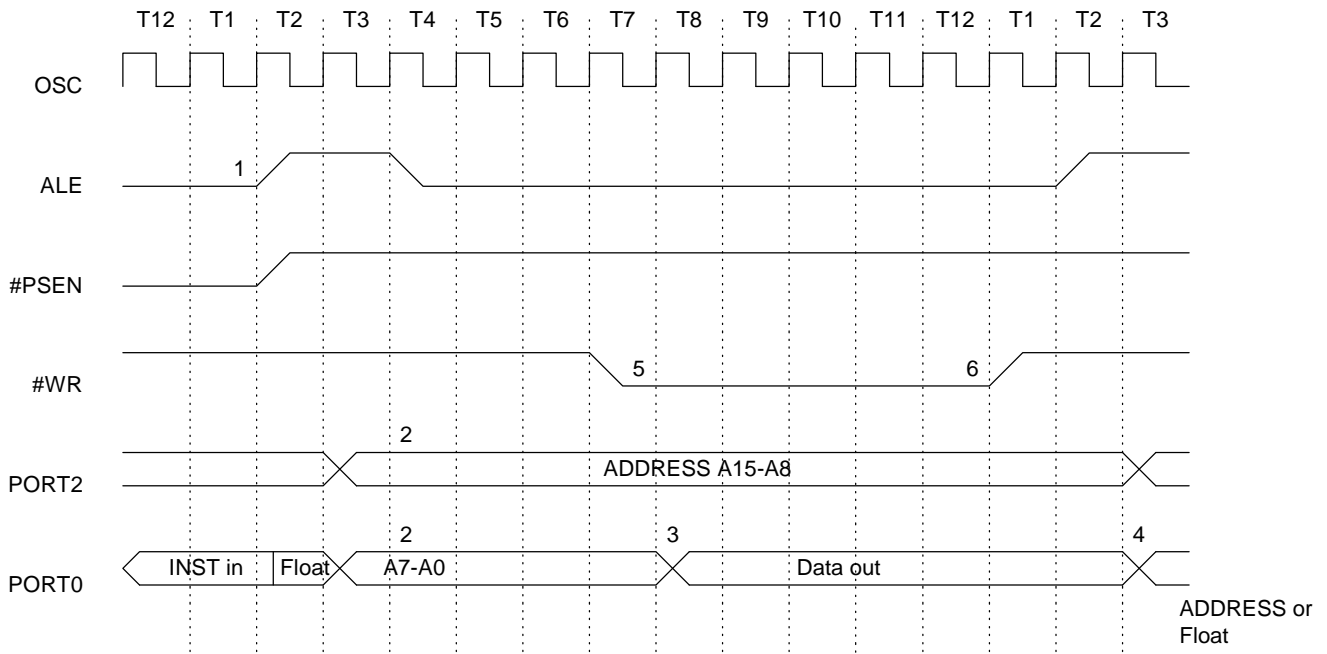 T12 T1 T2 T3 T4 T5 T6 T7 T8 T9 T10 T11 T12 T1 T2 T3
OSC
1
ALE
#PSEN
5 6
#WR
2
ADDRESS A15-A8
PORT2
2 3 4
INST in Float A7-A0 Data out
PORT0
ADDRESS or
Float